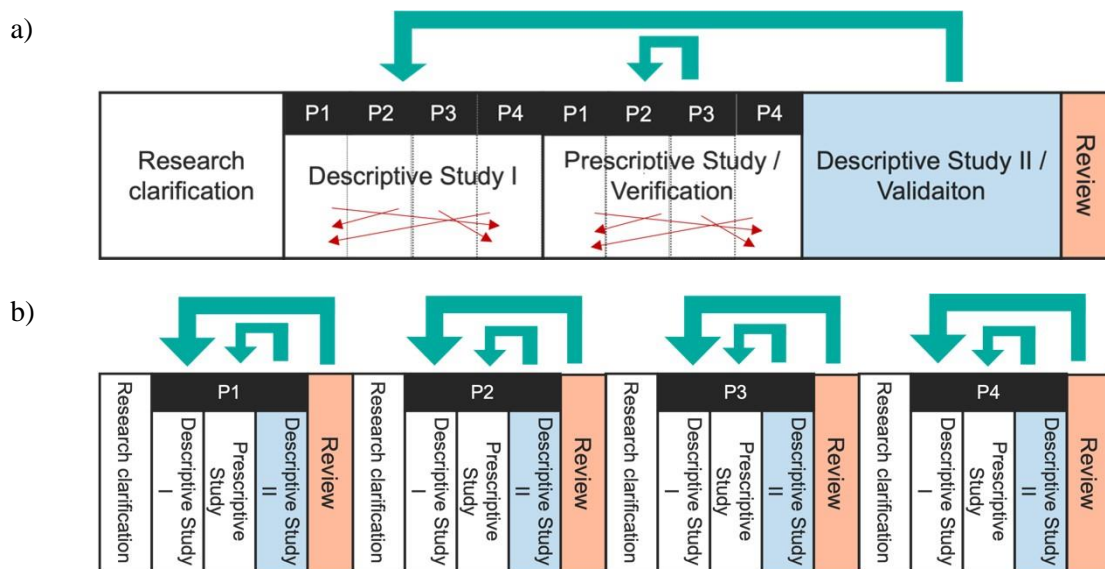 a)
P1 P2 P3 P4 P1 P2 P3 P4
Research
clarification
Descriptive Study I
Prescriptive Study /
Verification
Descriptive Study II /
Validaiton
Review
b)
Research clarification
P1
Descriptive Study
I
Prescriptive
Study
Descriptive Study
II
Review
Research clarification
P2
Descriptive Study
I
Prescriptive
Study
Descriptive Study
II
Review
Research clarification
P3
Descriptive Study
I
Prescriptive
Study
Descriptive Study
II
Review
Research clarification
P4
Descriptive Study
I
Prescriptive
Study
Descriptive Study
II
Review